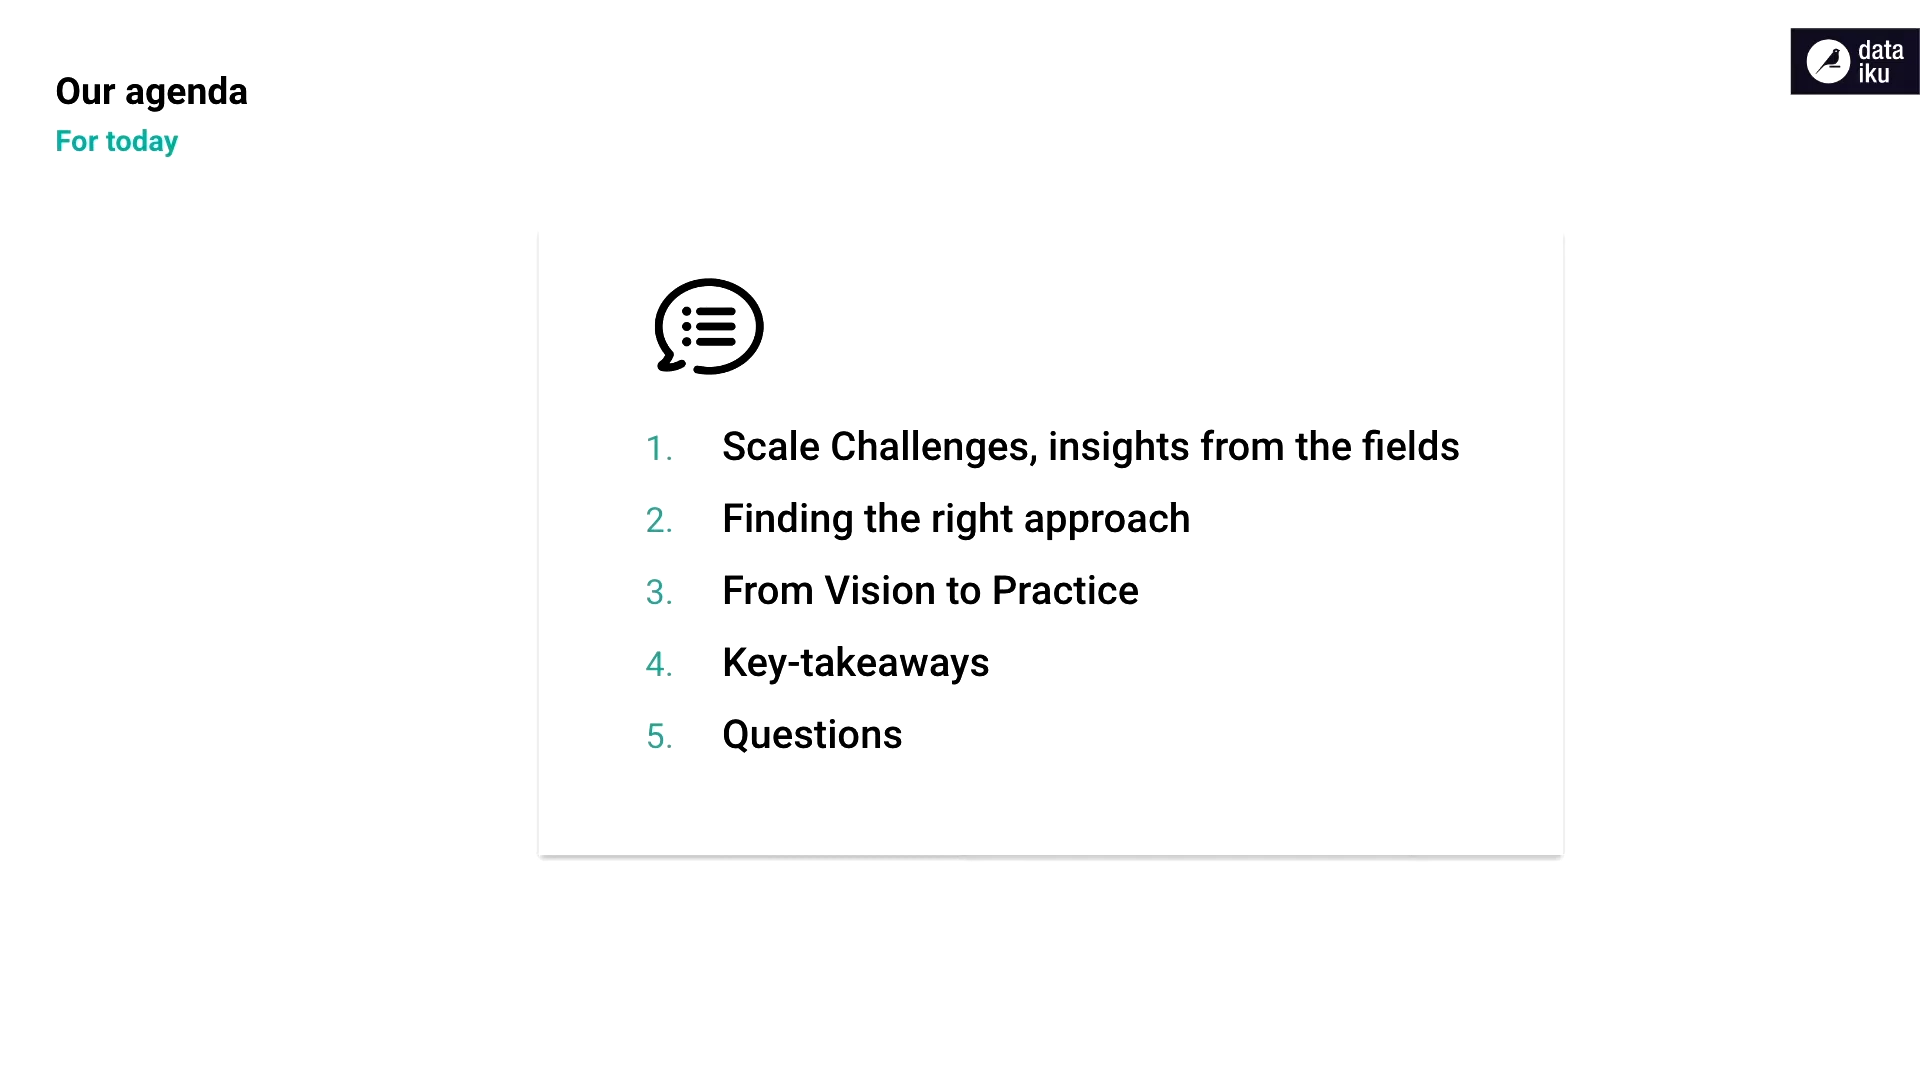 Our agenda
For today
data
iku
1. Scale Challenges, insights from the fields
2. Finding the right approach
3. From Vision to Practice
4. Key-takeaways
5. Questions